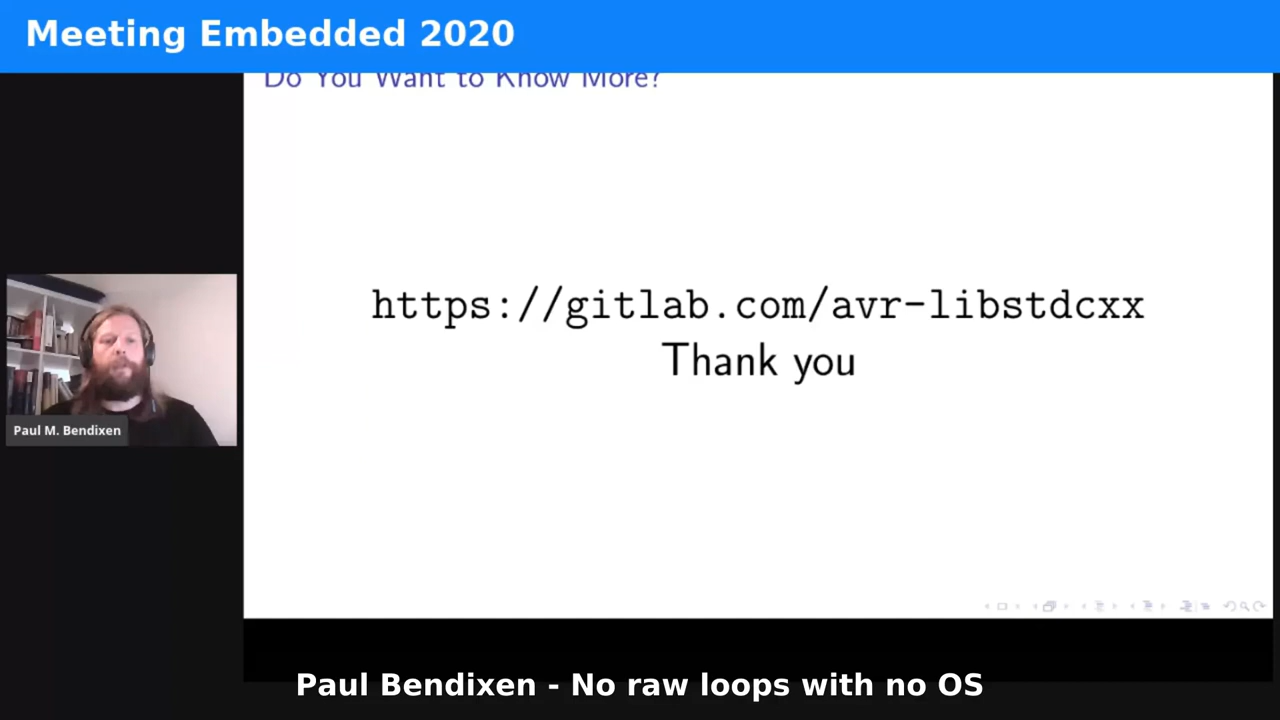 Meeting Embedded 2020
Do You Want to Know More?
https://gitlab.com/avr-libstdcxx
Thank you
Paul M. Bendixen
Paul Bendixen - No raw loops with no OS